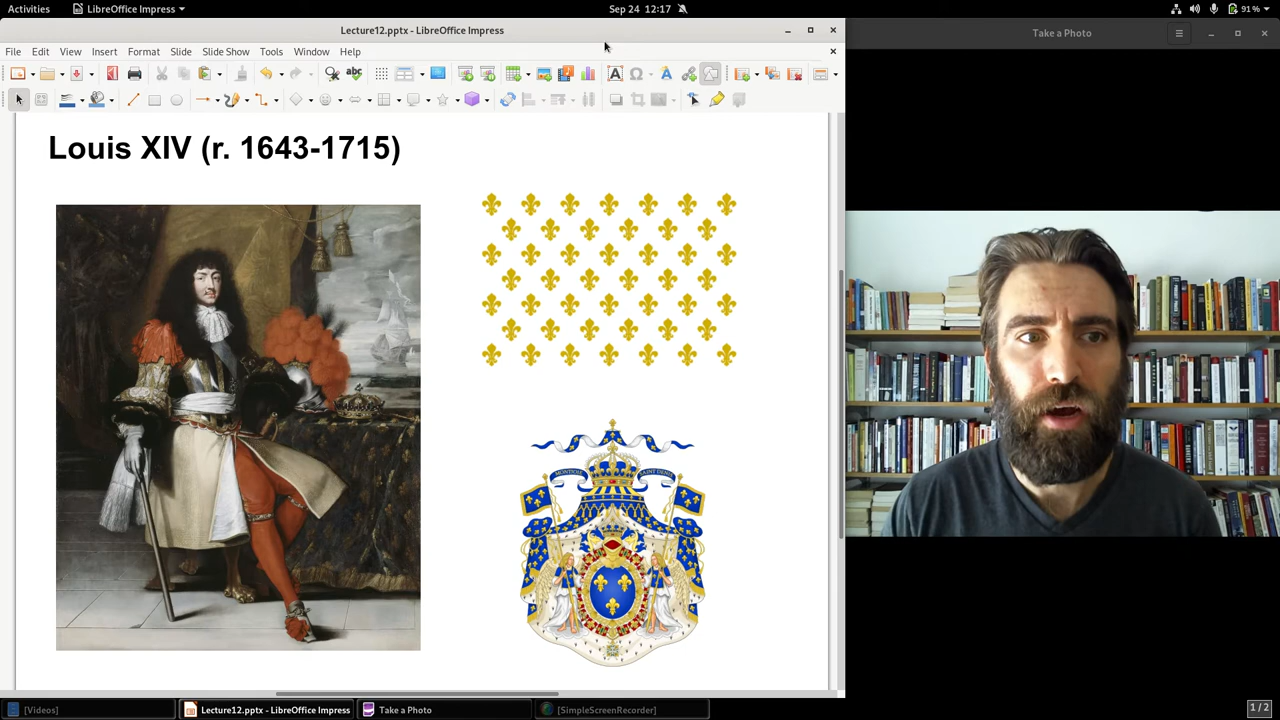 Activities
LibreOffice Impress
Sep 24 12:17
91 %
Lecture12.pptx - LibreOffice Impress
Take a Photo
File Edit View Insert Format Slide Slide Show Tools Window Help
Louis XIV (r. 1643-1715)
MONTJOIE SAINT DENIS
[Videos]
Lecture12.pptx - LibreOffice Impress
Take a Photo
[SimpleScreenRecorder]
1 / 2